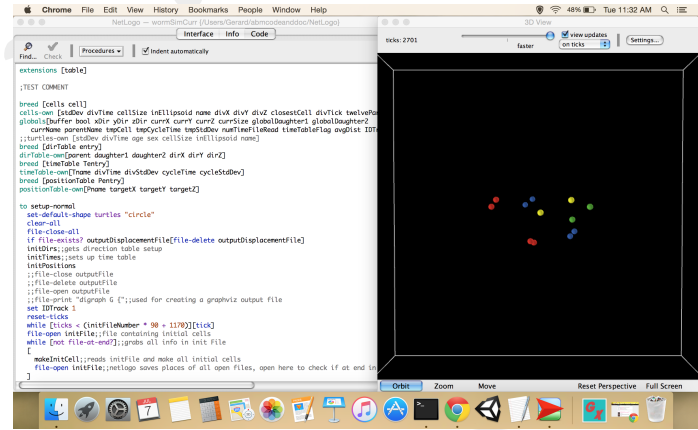 Chrome File Edit View History Bookmarks People Window Help 48% Tue 11:32 AM
NetLogo — wormSimCurr {/Users/Gerard/abmcodeanddoc/NetLogo}
Interface Info Code
Find... Check Procedures Indent automatically
extensions [table]
;TEST COMMENT
breed [cells cell]
cells-own [stdDev divTime cellSize inEllipsoid name divX divY divZ closestCell divTick twelvePa
globals[buffer bool xDir yDir zDir currX currY currZ currSize globalDaughter1 globalDaughter2
currName parentName tmpCell tmpCycleTime tmpStdDev numTimeFileRead timeTableFlag avgDist IDTr
;;turtles-own [stdDev divTime age sex cellSize inEllipsoid name]
breed [dirTable entry]
dirTable-own[parent daughter1 daughter2 dirX dirY dirZ]
breed [timeTable Tentry]
timeTable-own[Tname divTime divStdDev cycleTime cycleStdDev]
breed [positionTable Pentry]
positionTable-own[Pname targetX targetY targetZ]
to setup-normal
set-default-shape turtles "circle"
clear-all
file-close-all
if file-exists? outputDisplacementFile[file-delete outputDisplacementFile]
initDirs;;gets direction table setup
initTimes;;sets up time table
initPositions
;;file-close outputFile
;;file-delete outputFile
;;file-open outputFile
;;file-print "digraph G {";;used for creating a graphviz output file
set IDTrack 1
reset-ticks
while [ticks < (initFileNumber * 90 + 1170)][tick]
file-open initFile;;file containing initial cells
while [not file-at-end?];;grabs all info in init File
[
makeInitCell;;reads initFile and make all initial cells
file-open initFile;;netlogo saves places of all open files, open here to check if at end in
]
3D View
ticks: 2701
faster
view updates
on ticks
Settings...
Orbit Zoom Move Reset Perspective Full Screen
7